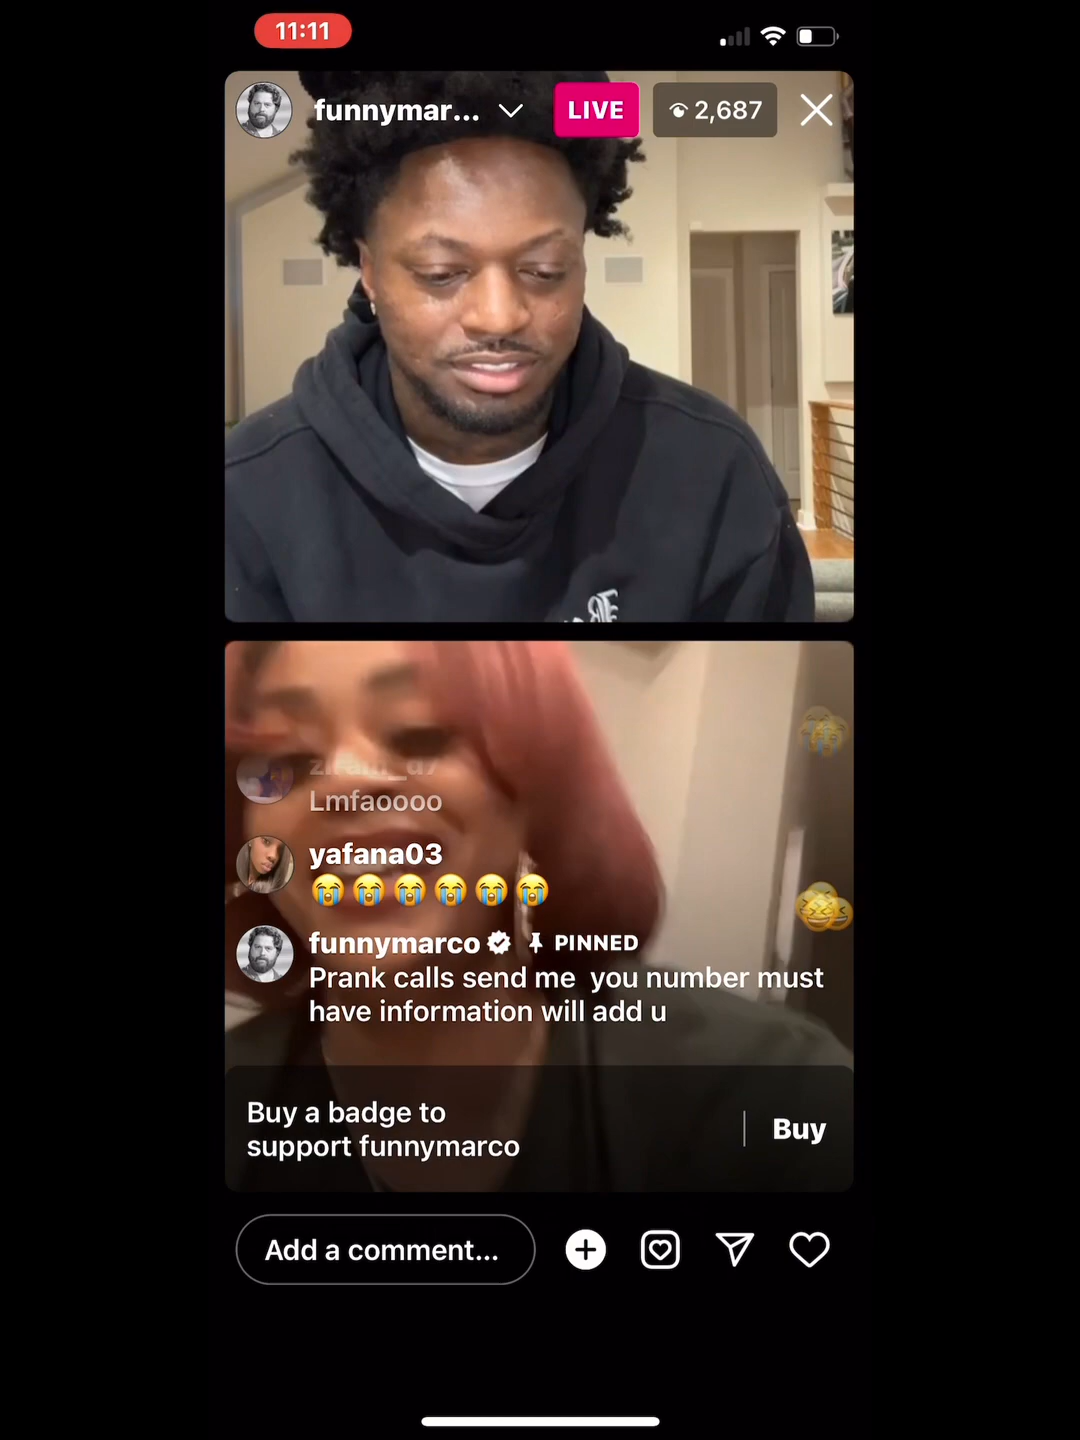 11:11
funnymar...
LIVE
2,687
Lmfaoooo
yafana03
😭😭😭😭😭😭
funnymarco PINNED
Prank calls send me you number must
have information will add u
Buy a badge to
support funnymarco
Buy
Add a comment...